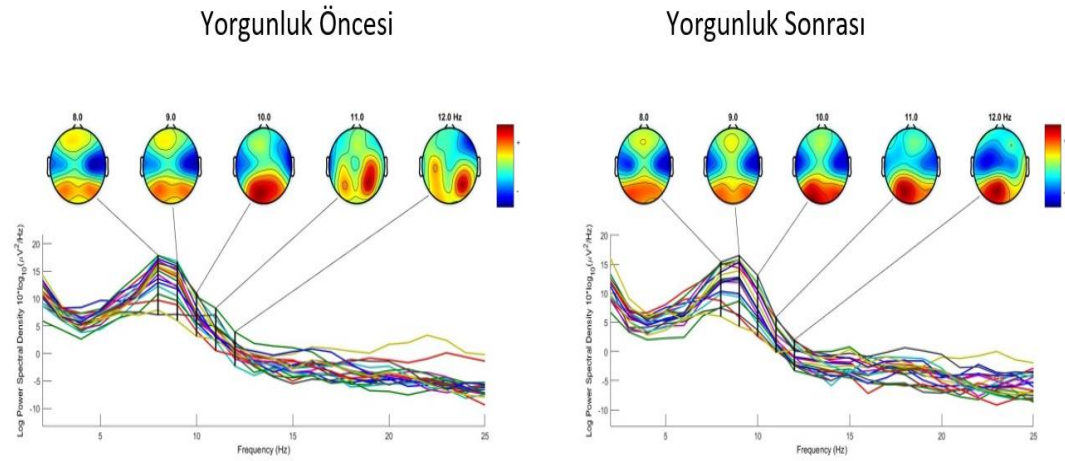 Yorgunluk Öncesi
8.0 9.0 10.0 11.0 12.0 Hz
+
-
Log Power Spectral Density 10*log10(μV²/Hz)
20
15
10
5
0
-5
-10
5 10 15 20 25
Frequency (Hz)
Yorgunluk Sonrası
8.0 9.0 10.0 11.0 12.0 Hz
+
-
Log Power Spectral Density 10*log10(μV²/Hz)
20
15
10
5
0
-5
-10
5 10 15 20 25
Frequency (Hz)